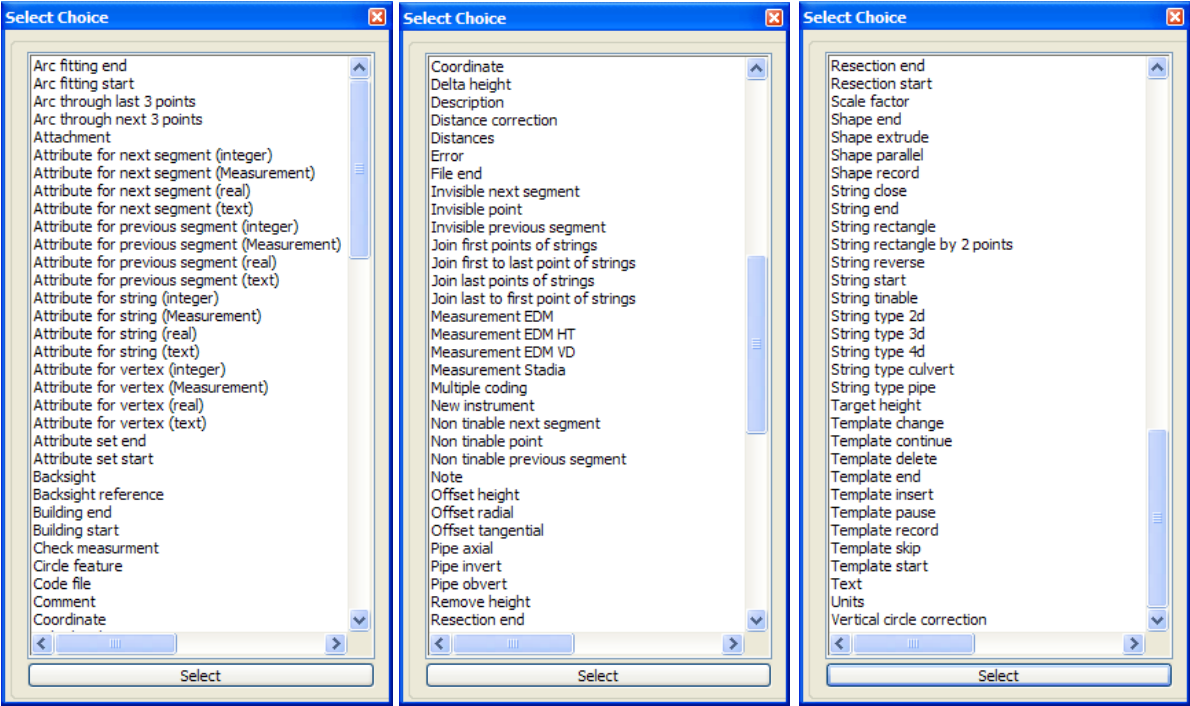 Select Choice
Arc fitting end
Arc fitting start
Arc through last 3 points
Arc through next 3 points
Attachment
Attribute for next segment (integer)
Attribute for next segment (Measurement)
Attribute for next segment (real)
Attribute for next segment (text)
Attribute for previous segment (integer)
Attribute for previous segment (Measurement)
Attribute for previous segment (real)
Attribute for previous segment (text)
Attribute for string (integer)
Attribute for string (Measurement)
Attribute for string (real)
Attribute for string (text)
Attribute for vertex (integer)
Attribute for vertex (Measurement)
Attribute for vertex (real)
Attribute for vertex (text)
Attribute set end
Attribute set start
Backsight
Backsight reference
Building end
Building start
Check measurment
Circle feature
Code file
Comment
Coordinate
Select
Select Choice
Coordinate
Delta height
Description
Distance correction
Distances
Error
File end
Invisible next segment
Invisible point
Invisible previous segment
Join first points of strings
Join first to last point of strings
Join last points of strings
Join last to first point of strings
Measurement EDM
Measurement EDM HT
Measurement EDM VD
Measurement Stadia
Multiple coding
New instrument
Non tinable next segment
Non tinable point
Non tinable previous segment
Note
Offset height
Offset radial
Offset tangential
Pipe axial
Pipe invert
Pipe obvert
Remove height
Resection end
Select
Select Choice
Resection end
Resection start
Scale factor
Shape end
Shape extrude
Shape parallel
Shape record
String close
String end
String rectangle
String rectangle by 2 points
String reverse
String start
String tinable
String type 2d
String type 3d
String type 4d
String type culvert
String type pipe
Target height
Template change
Template continue
Template delete
Template end
Template insert
Template pause
Template record
Template skip
Template start
Text
Units
Vertical circle correction
Select